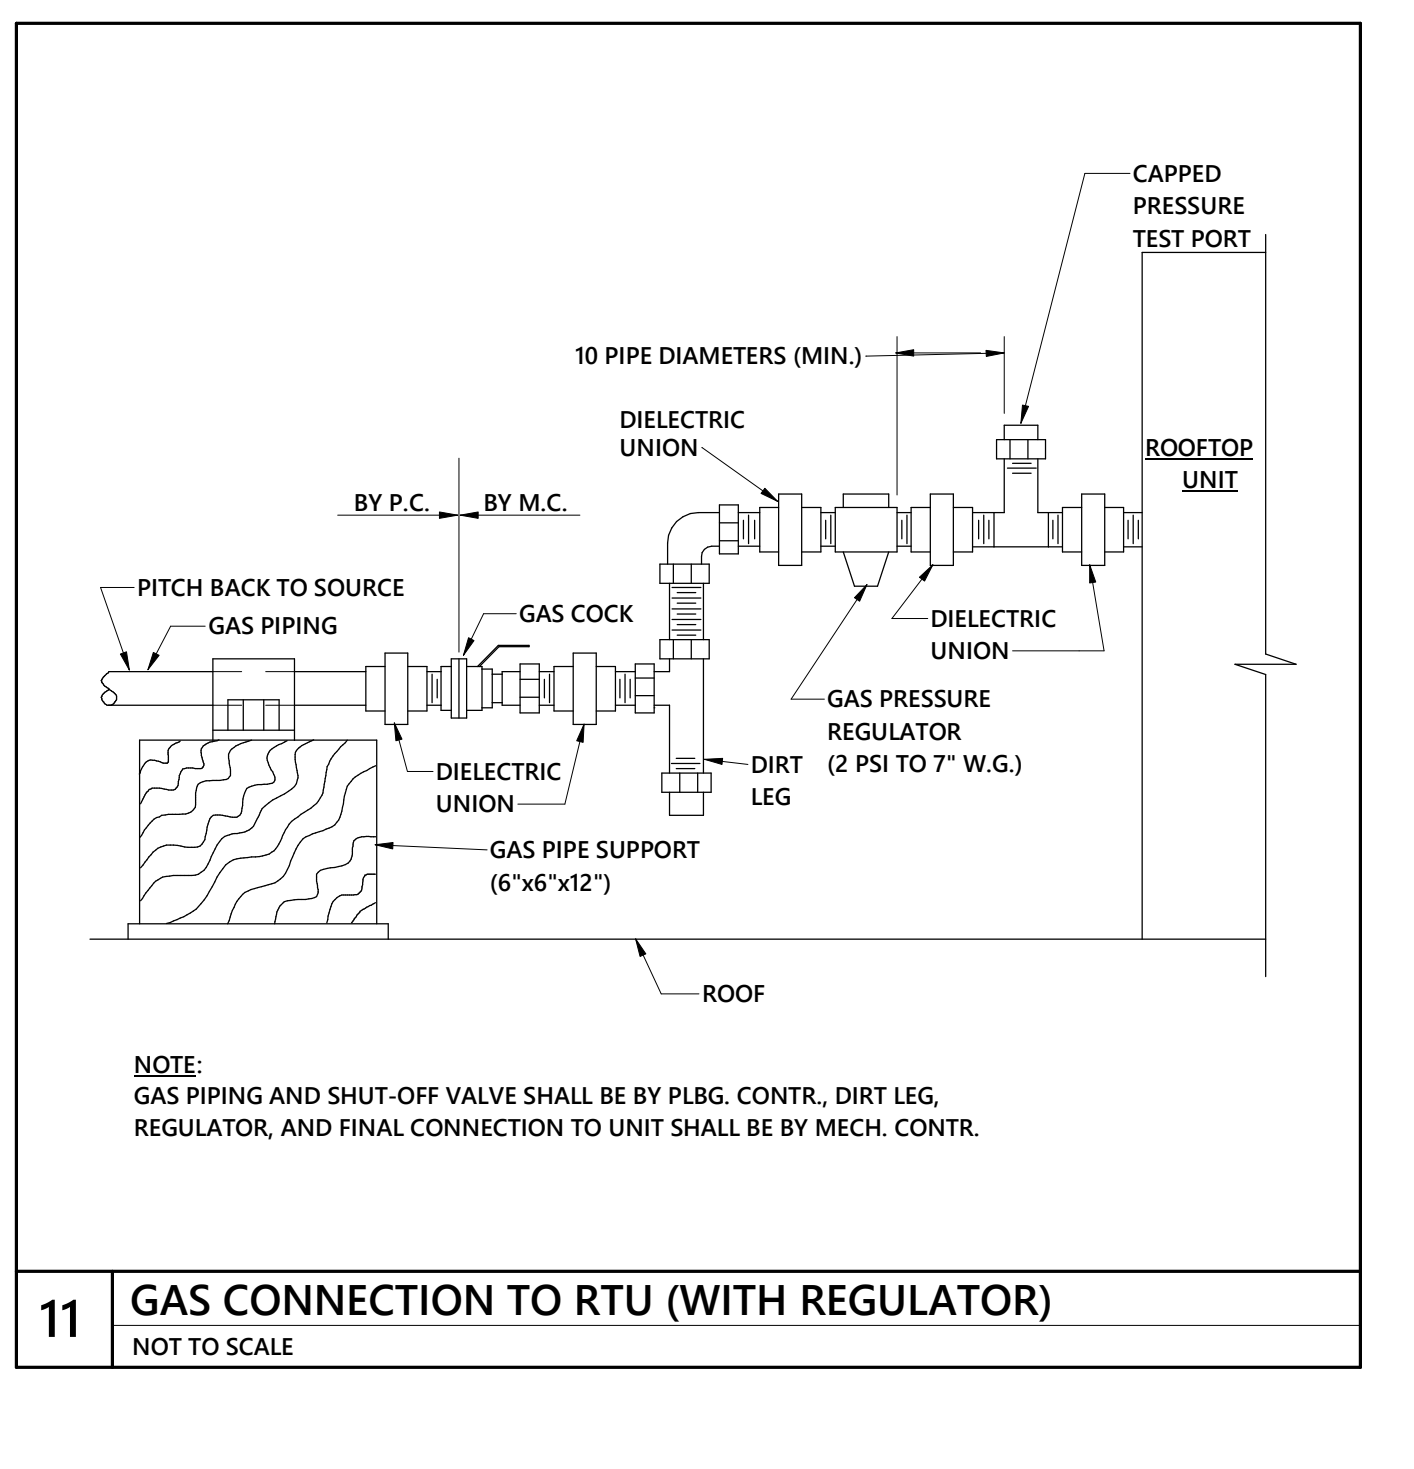 CAPPED
PRESSURE
TEST PORT
10 PIPE DIAMETERS (MIN.)
DIELECTRIC
UNION
ROOFTOP
UNIT
BY P.C.
BY M.C.
PITCH BACK TO SOURCE
GAS PIPING
GAS COCK
DIELECTRIC
UNION
GAS PRESSURE
REGULATOR
(2 PSI TO 7" W.G.)
DIRT
LEG
DIELECTRIC
UNION
GAS PIPE SUPPORT
(6"x6"x12")
ROOF
NOTE:
GAS PIPING AND SHUT-OFF VALVE SHALL BE BY PLBG. CONTR., DIRT LEG,
REGULATOR, AND FINAL CONNECTION TO UNIT SHALL BE BY MECH. CONTR.
11
GAS CONNECTION TO RTU (WITH REGULATOR)
NOT TO SCALE